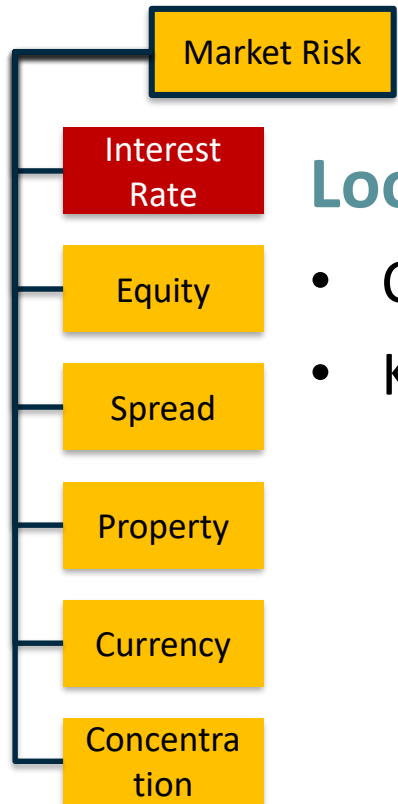 Market Risk
Interest
Rate
Equity
Spread
Property
Currency
Concentra
tion